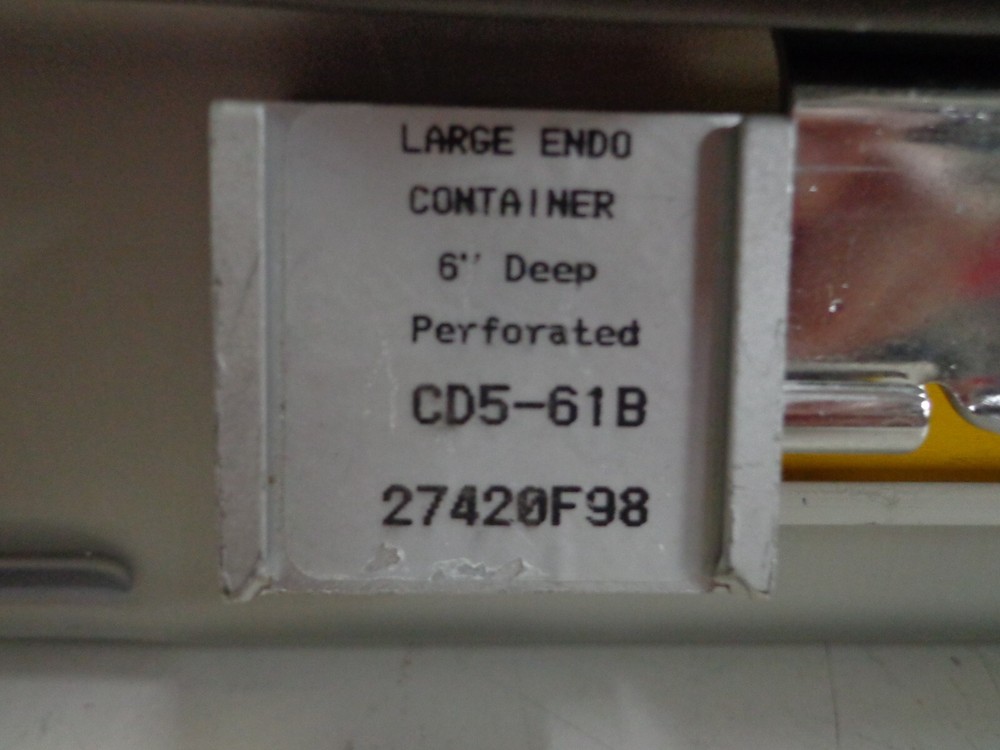 LARGE ENDO
CONTAINER
6" Deep
Perforated
CD5-61B
27420F98